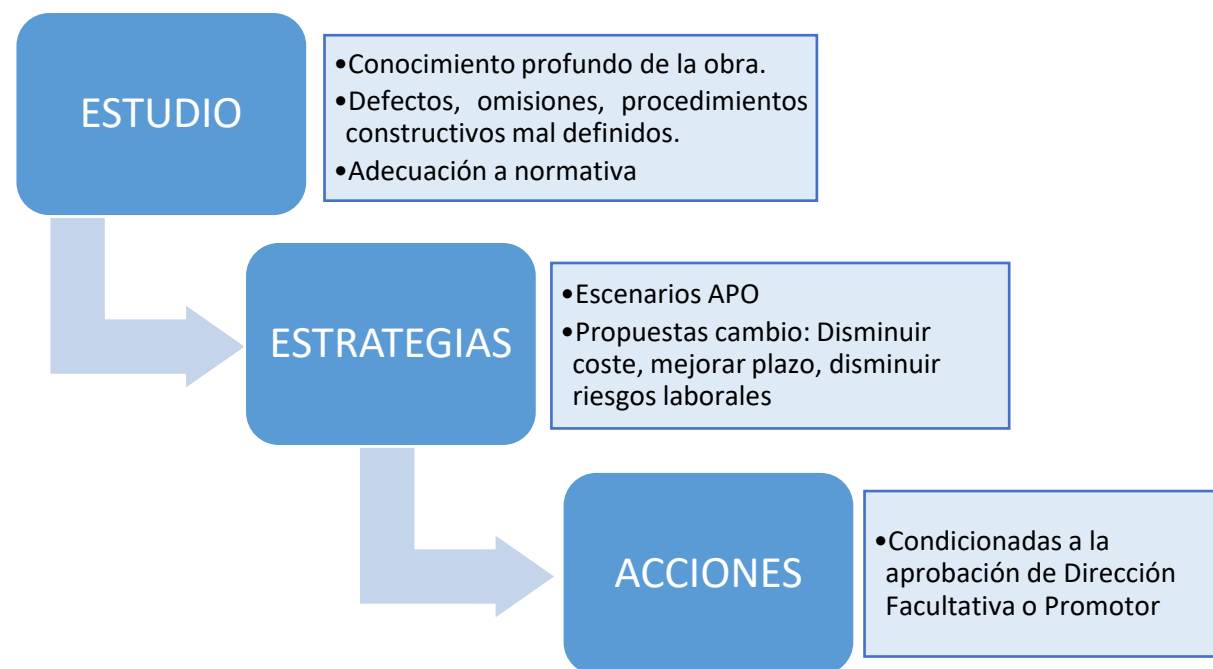 ESTUDIO
•Conocimiento profundo de la obra.
•Defectos, omisiones, procedimientos
constructivos mal definidos.
•Adecuación a normativa
ESTRATEGIAS
•Escenarios APO
•Propuestas cambio: Disminuir
coste, mejorar plazo, disminuir
riesgos laborales
ACCIONES
•Condicionadas a la
aprobación de Dirección
Facultativa o Promotor